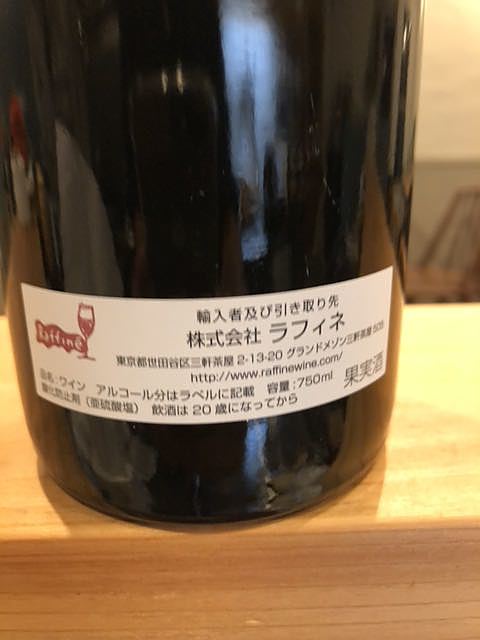 raffiné
輸入者及び引き取り先
株式会社 ラフィネ
東京都世田谷区三軒茶屋 2-13-20 グランドメゾン三軒茶屋 505
http://www.raffinewine.com/
品名:ワイン アルコール分はラベルに記載 容量:750ml
果実酒
酸化防止剤(亜硫酸塩) 飲酒は 20 歳になってから